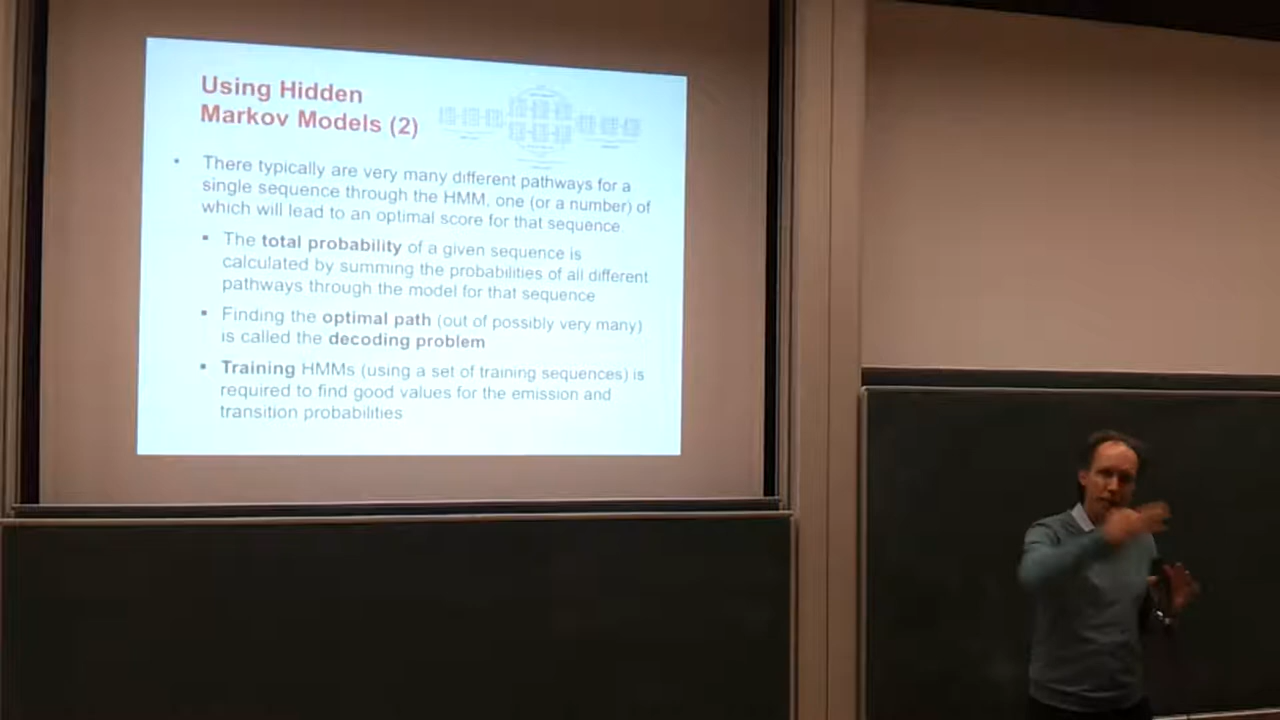 Using Hidden
Markov Models (2)
There typically are very many different pathways for a
single sequence through the HMM, one (or a number) of
which will lead to an optimal score for that sequence
The total probability of a given sequence is
calculated by summing the probabilities of all different
pathways through the model for that sequence
Finding the optimal path (out of possibly very many)
is called the decoding problem
Training HMMs (using a set of training sequences) is
required to find good values for the emission and
transition probabilities